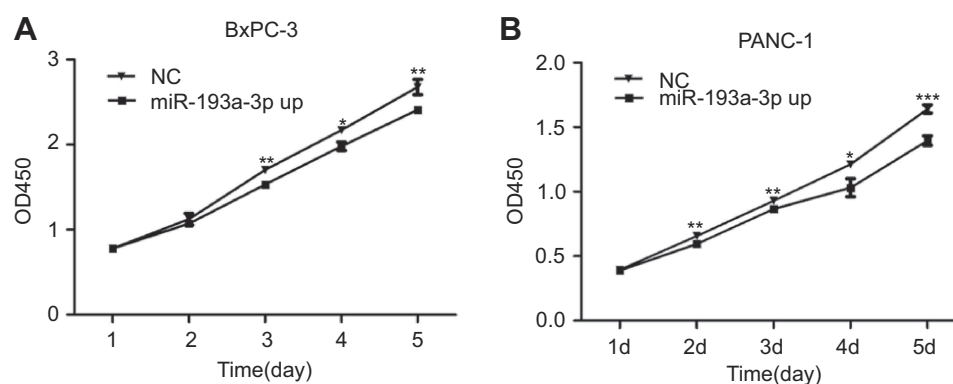 A
BxPC-3
3
2
1
0
OD450
NC
miR-193a-3p up
**
*
**
1 2 3 4 5
Time(day)
B
PANC-1
2.0
1.5
1.0
0.5
0.0
OD450
NC
miR-193a-3p up
**
**
*
***
1d 2d 3d 4d 5d
Time(day)